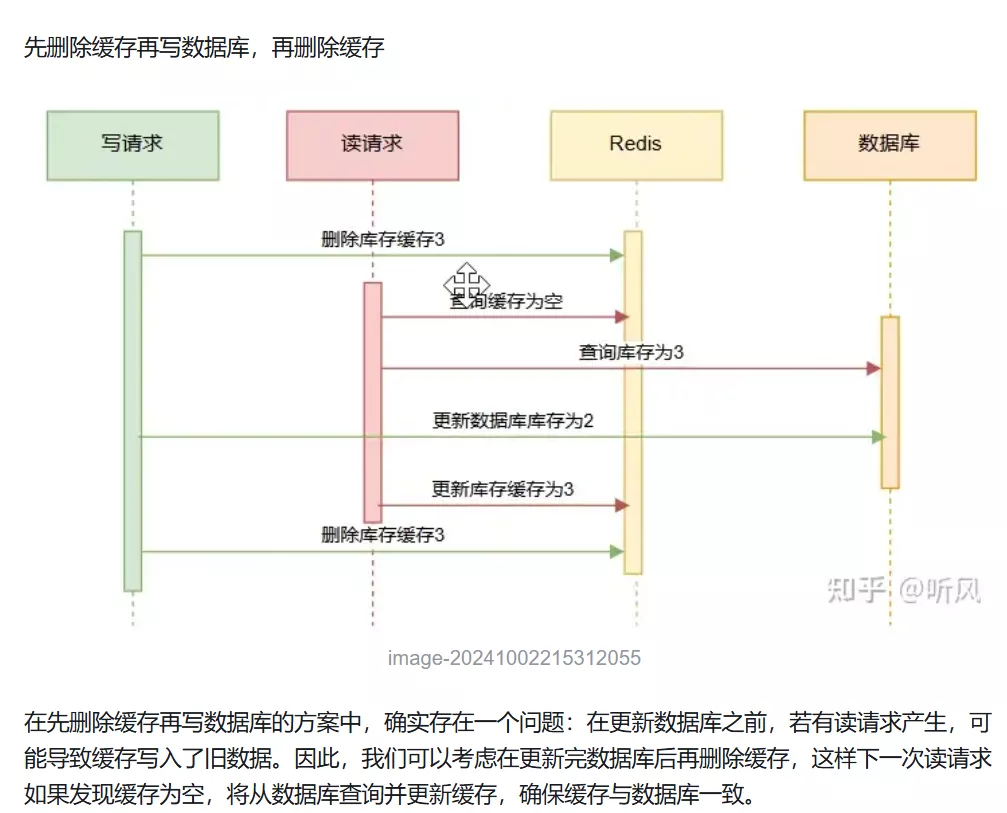 先删除缓存再写数据库，再删除缓存
写请求
读请求
Redis
数据库
删除库存缓存3
查询缓存为空
查询库存为3
更新数据库库存为2
更新库存缓存为3
删除库存缓存3
知乎 @听风
image-20241002215312055
在先删除缓存再写数据库的方案中，确实存在一个问题：在更新数据库之前，若有读请求产生，可
能导致缓存写入了旧数据。因此，我们可以考虑在更新完数据库后再删除缓存，这样下一次读请求
如果发现缓存为空，将从数据库查询并更新缓存，确保缓存与数据库一致。